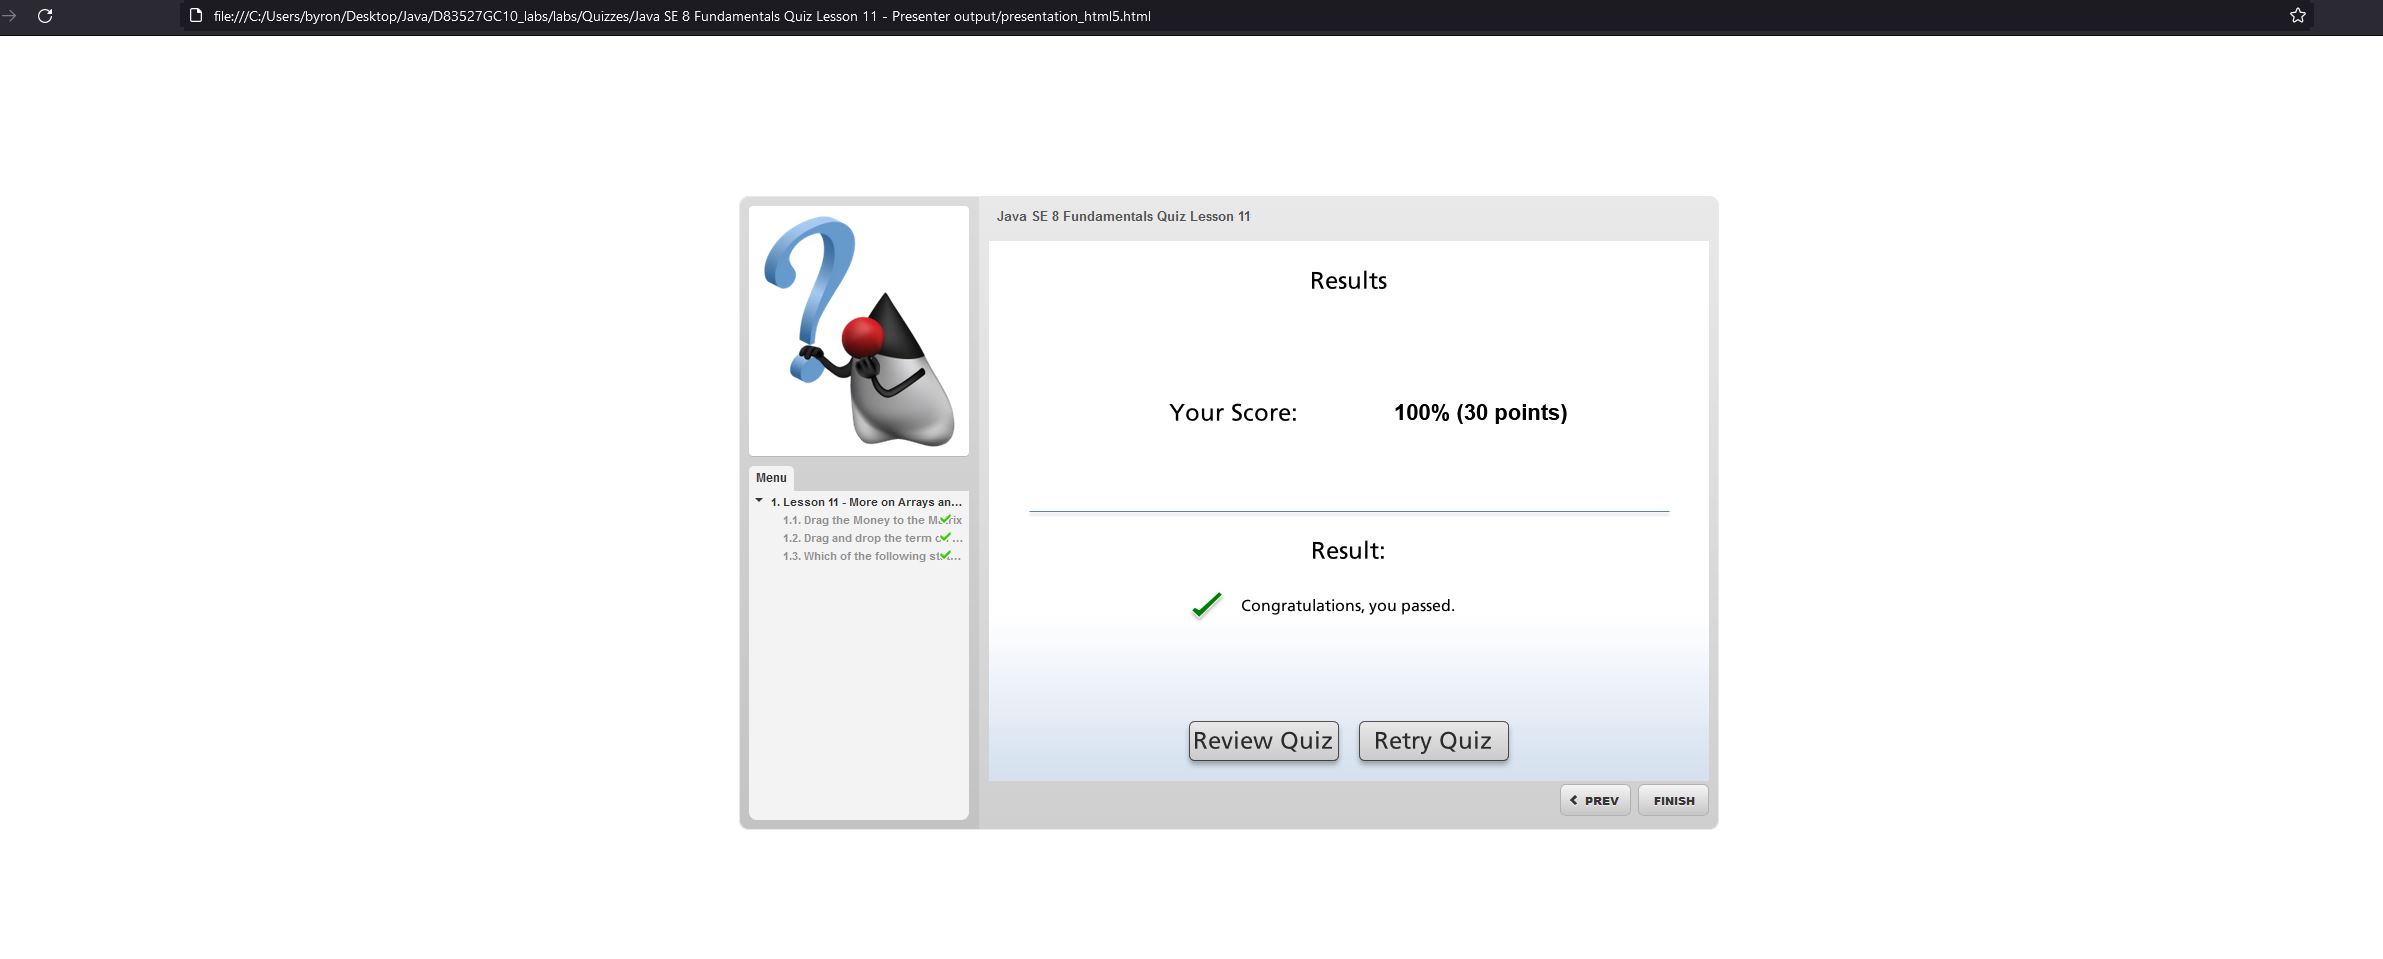 file:///C:/Users/byron/Desktop/Java/D83527GC10_labs/labs/Quizzes/Java SE 8 Fundamentals Quiz Lesson 11 - Presenter output/presentation_html5.html
Java SE 8 Fundamentals Quiz Lesson 11
Results
Your Score: 100% (30 points)
Result:
Congratulations, you passed.
Review Quiz Retry Quiz
PREV FINISH
Menu
1. Lesson 11 - More on Arrays an...
1.1. Drag the Money to the Matrix
1.2. Drag and drop the term ...
1.3. Which of the following ...